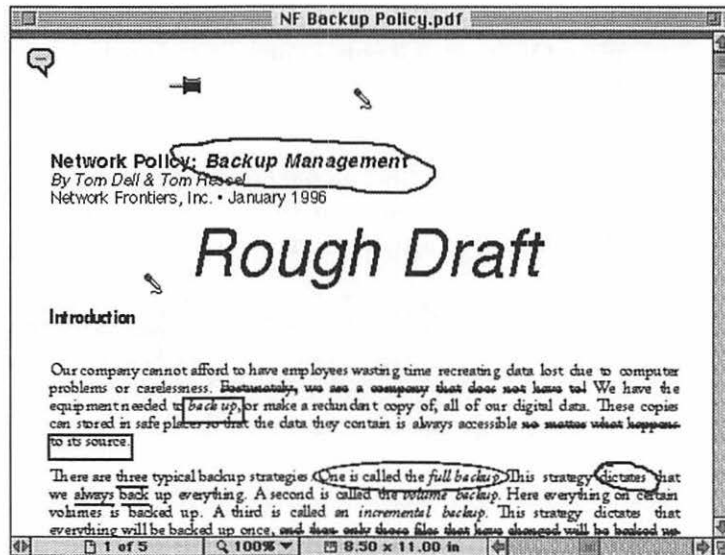 NF Backup Policy.pdf
Network Policy: Backup Management
By Tom Dell & Tom Ressel
Network Frontiers, Inc. • January 1996
Rough Draft
Introduction
Our company cannot afford to have employees wasting time recreating data lost due to computer
problems or carelessness. Fortunately, we are a company that does not have to! We have the
equipment needed to back up, or make a redundant copy of, all of our digital data. These copies
can stored in safe places so that the data they contain is always accessible no matter what happens
to its source.
There are three typical backup strategies. One is called the full backup. This strategy dictates that
we always back up everything. A second is called the volume backup. Here everything on certain
volumes is backed up. A third is called an incremental backup. This strategy dictates that
everything will be backed up once, and then only those files that have changed will be backed up
1 of 5 100% 8.50 x 11.00 in